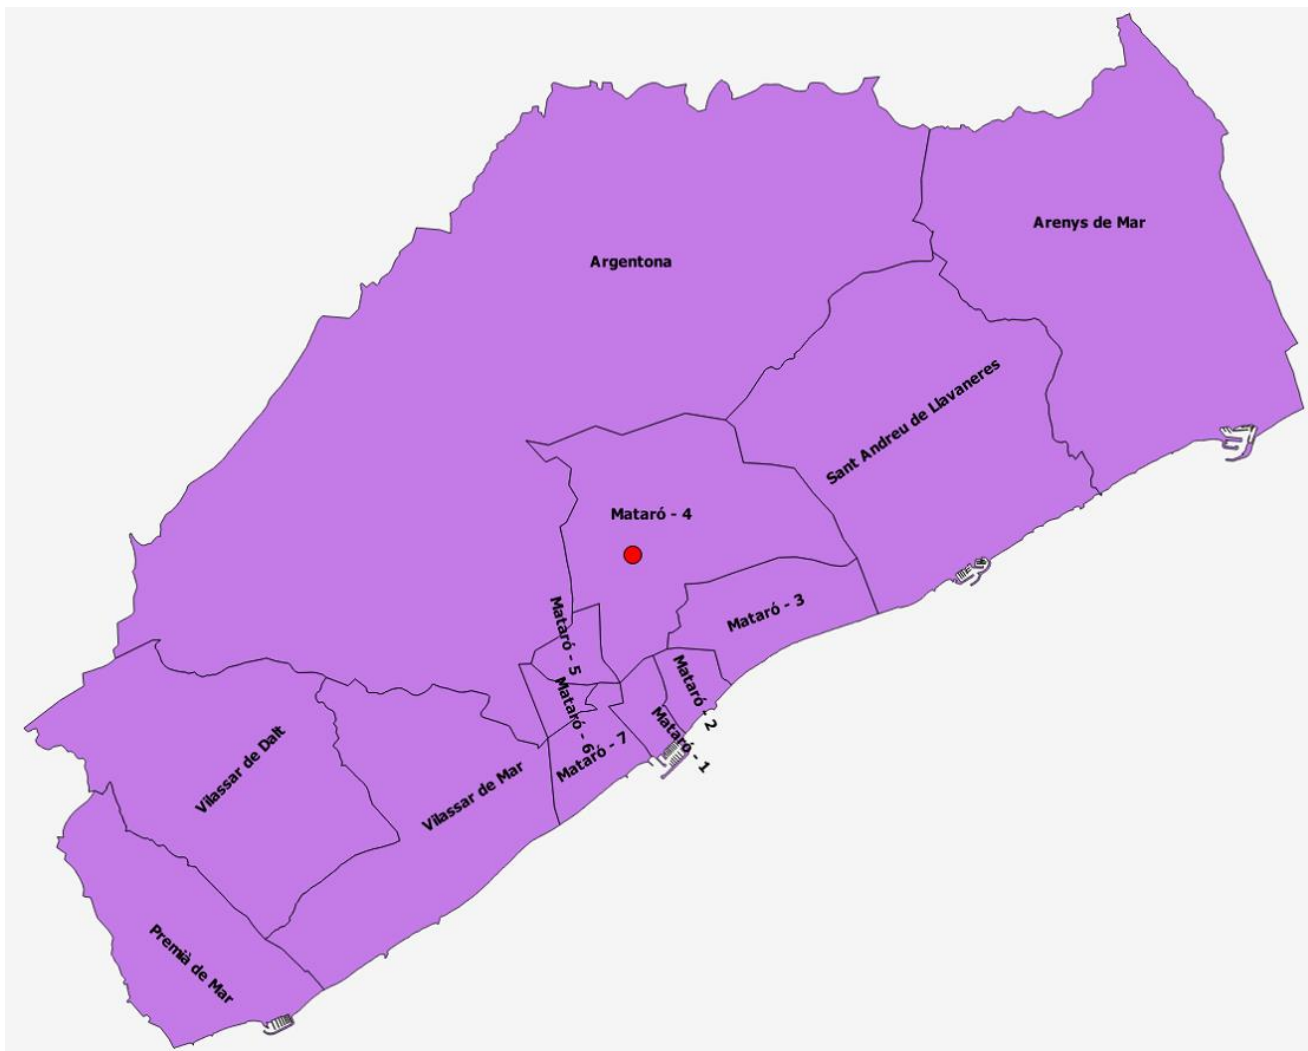 Arenys de Mar
Argentona
Sant Andreu de Llavaneres
Mataró - 4
Mataró - 3
Mataró - 5
Mataró - 2
Mataró - 6
Mataró - 1
Mataró - 7
Vilassar de Dalt
Vilassar de Mar
Premià de Mar